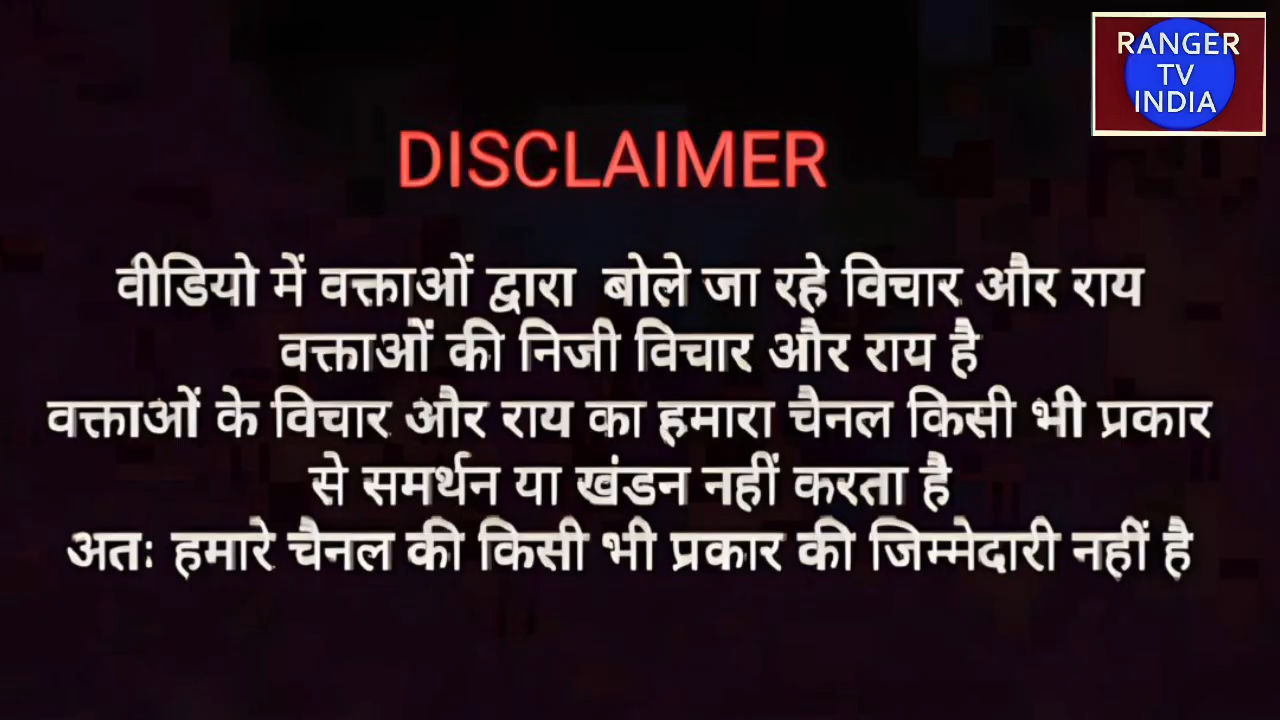 RANGER
TV
INDIA
DISCLAIMER
वीडियो में वक्ताओं द्वारा बोले जा रहे विचार और राय
वक्ताओं की निजी विचार और राय है
वक्ताओं के विचार और राय का हमारा चैनल किसी भी प्रकार
से समर्थन या खंडन नहीं करता है
अतः हमारे चैनल की किसी भी प्रकार की जिम्मेदारी नहीं है